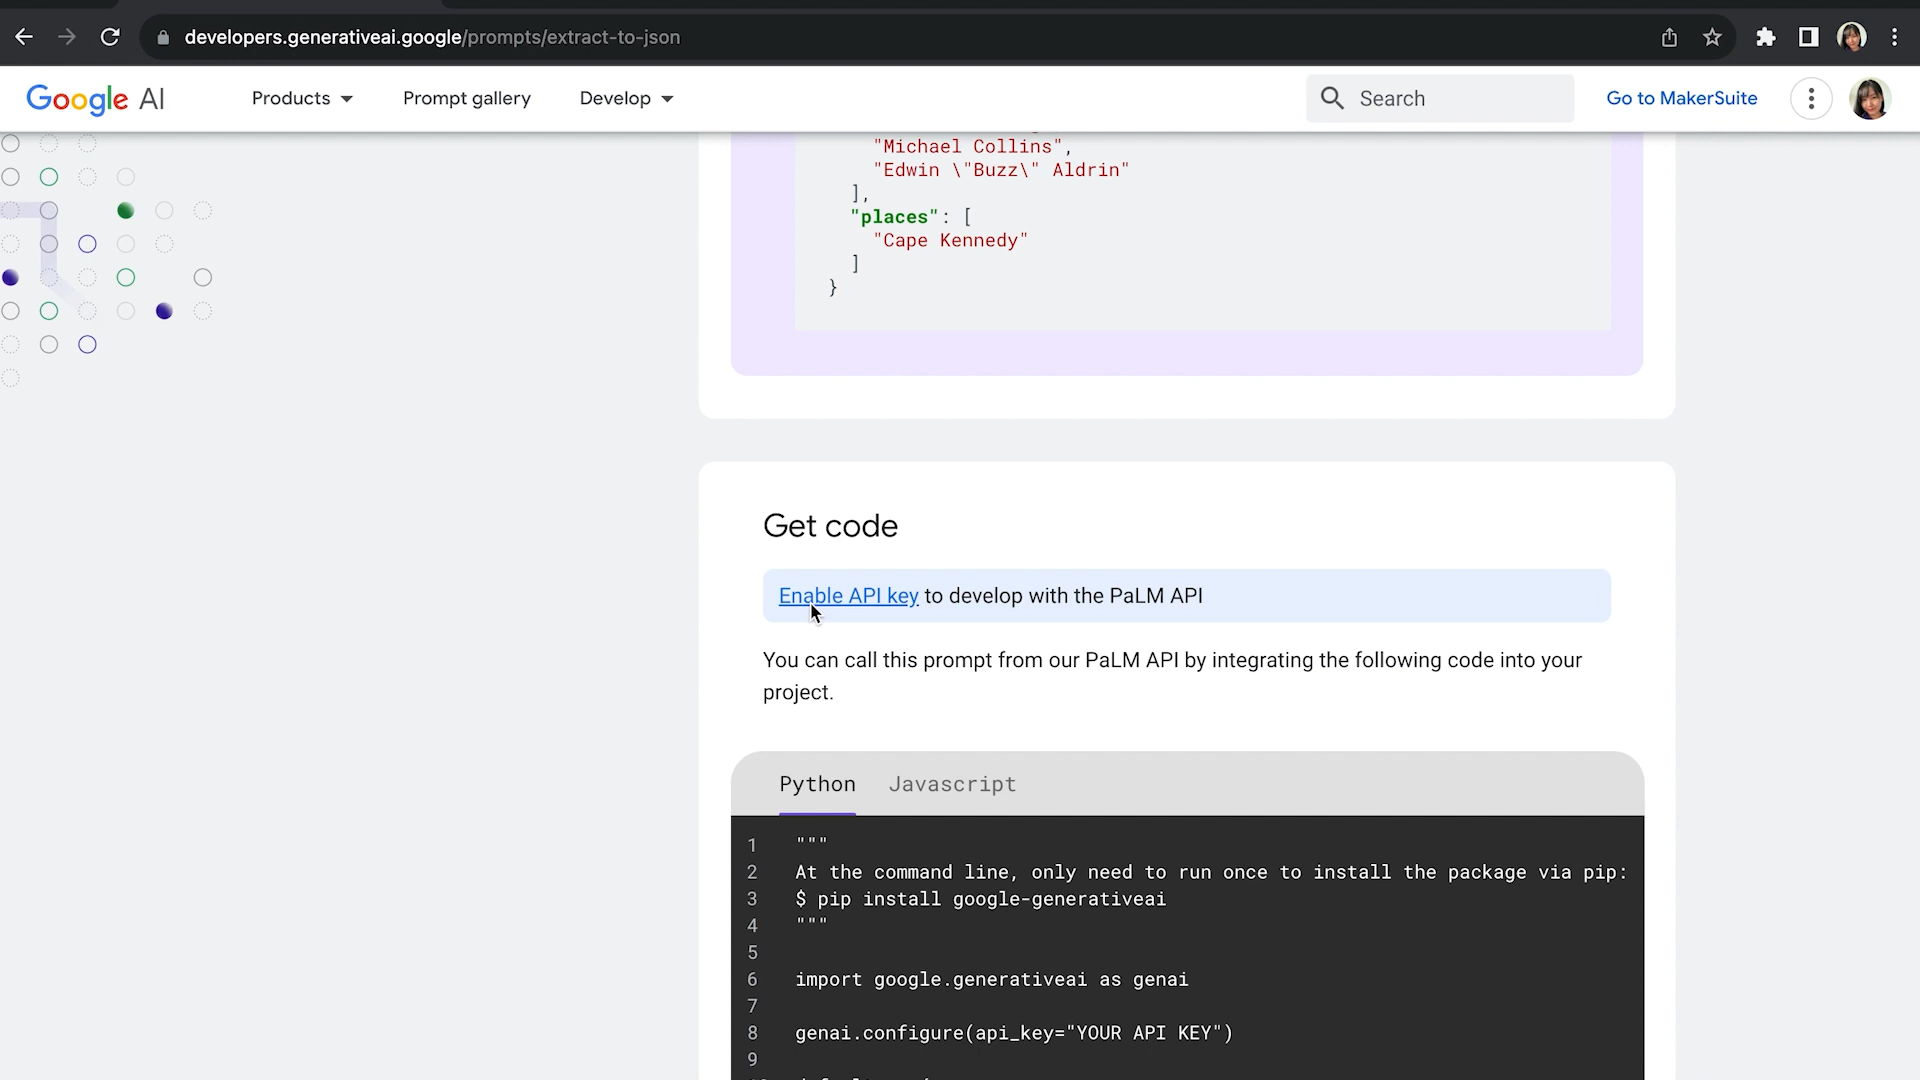 developers.generativeai.google/prompts/extract-to-json
Google AI
Products
Prompt gallery
Develop
Search
Go to MakerSuite
"Michael Collins",
"Edwin \"Buzz\" Aldrin"
],
"places": [
"Cape Kennedy"
]
}
Get code
Enable API key to develop with the PaLM API
You can call this prompt from our PaLM API by integrating the following code into your
project.
Python Javascript
1 """
2 At the command line, only need to run once to install the package via pip:
3 $ pip install google-generativeai
4 """
5
6 import google.generativeai as genai
7
8 genai.configure(api_key="YOUR API KEY")
9